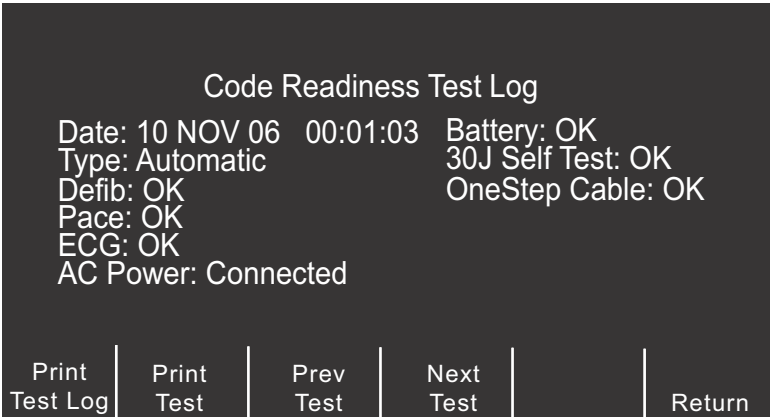 Code Readiness Test Log
Date: 10 NOV 06 00:01:03
Type: Automatic
Defib: OK
Pace: OK
ECG: OK
AC Power: Connected
Battery: OK
30J Self Test: OK
OneStep Cable: OK
Print
Test Log
Print
Test
Prev
Test
Next
Test
Return